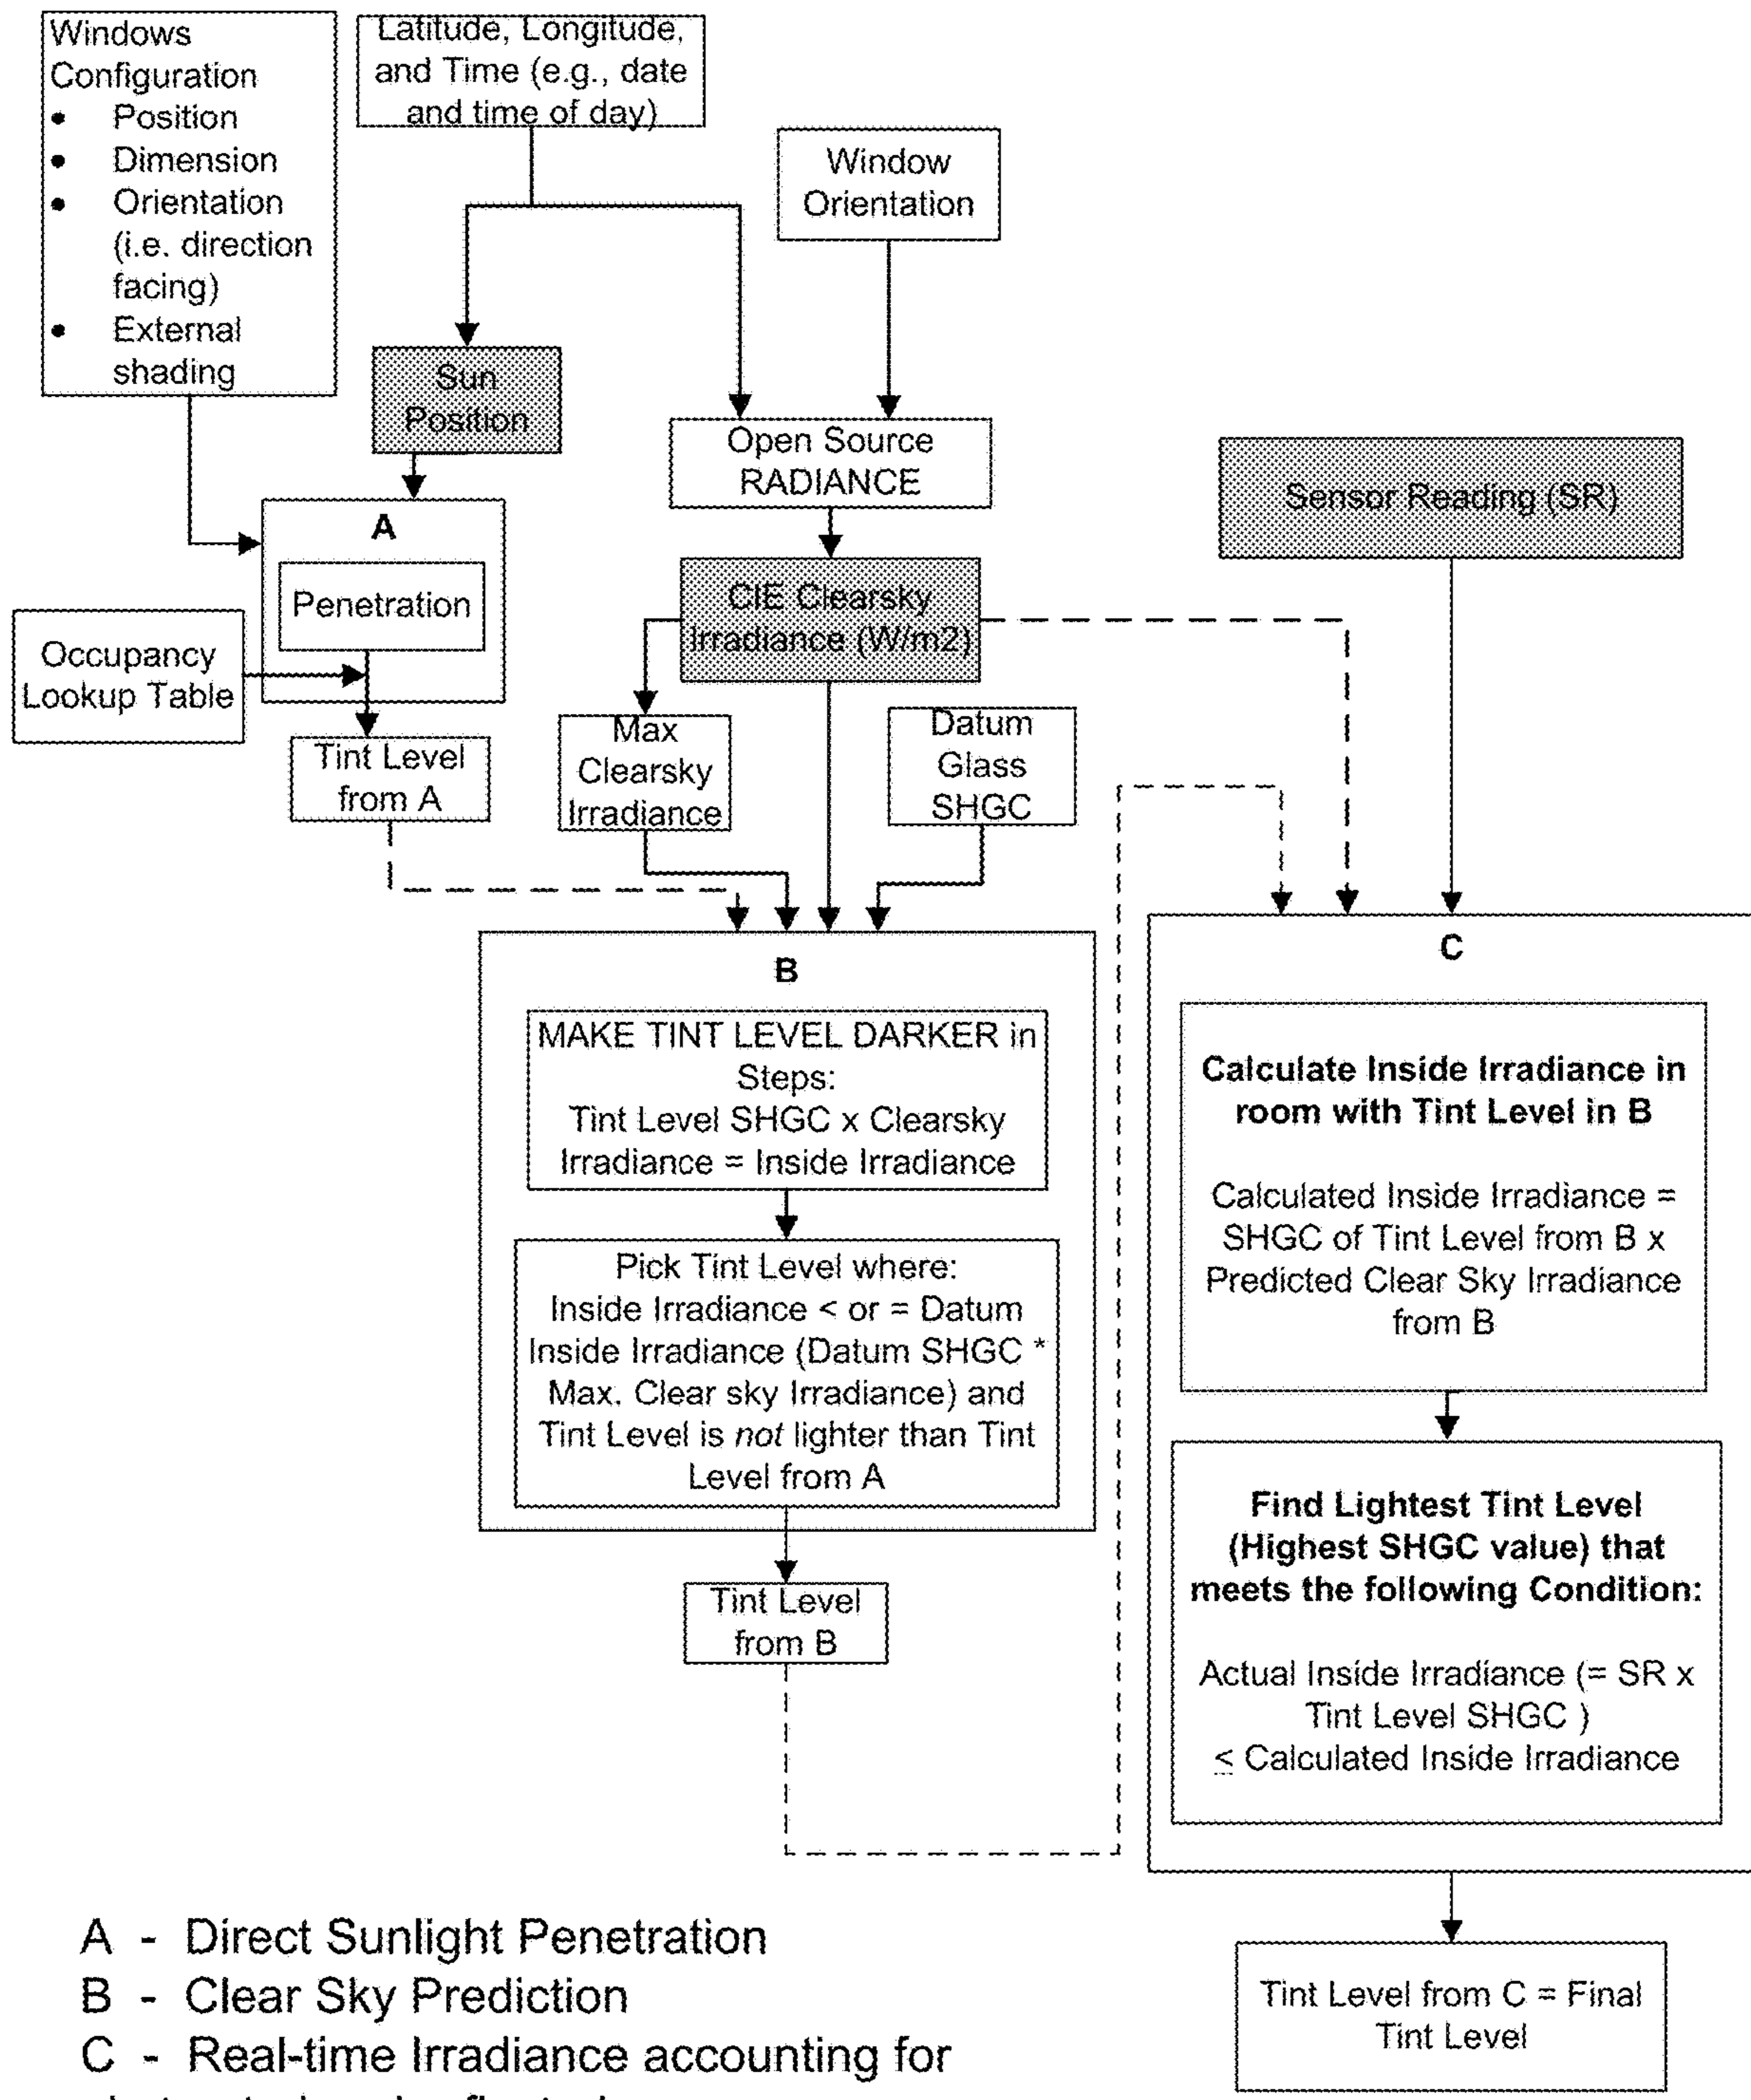 Windows
Configuration
• Position
• Dimension
• Orientation
(i.e. direction
facing)
• External
shading
Latitude, Longitude,
and Time (e.g., date
and time of day)
Window
Orientation
Sun
Position
Open Source
RADIANCE
Sensor Reading (SR)
A
Penetration
CIE Clearsky
Irradiance (W/m2)
Occupancy
Lookup Table
Tint Level
from A
Max
Clearsky
Irradiance
Datum
Glass
SHGC
B
MAKE TINT LEVEL DARKER in
Steps:
Tint Level SHGC x Clearsky
Irradiance = Inside Irradiance
Pick Tint Level where:
Inside Irradiance < or = Datum
Inside Irradiance (Datum SHGC *
Max. Clear sky Irradiance) and
Tint Level is not lighter than Tint
Level from A
Tint Level
from B
C
Calculate Inside Irradiance in
room with Tint Level in B
Calculated Inside Irradiance =
SHGC of Tint Level from B x
Predicted Clear Sky Irradiance
from B
Find Lightest Tint Level
(Highest SHGC value) that
meets the following Condition:
Actual Inside Irradiance (= SR x
Tint Level SHGC )
≤ Calculated Inside Irradiance
Tint Level from C = Final
Tint Level
A - Direct Sunlight Penetration
B - Clear Sky Prediction
C - Real-time Irradiance accounting for